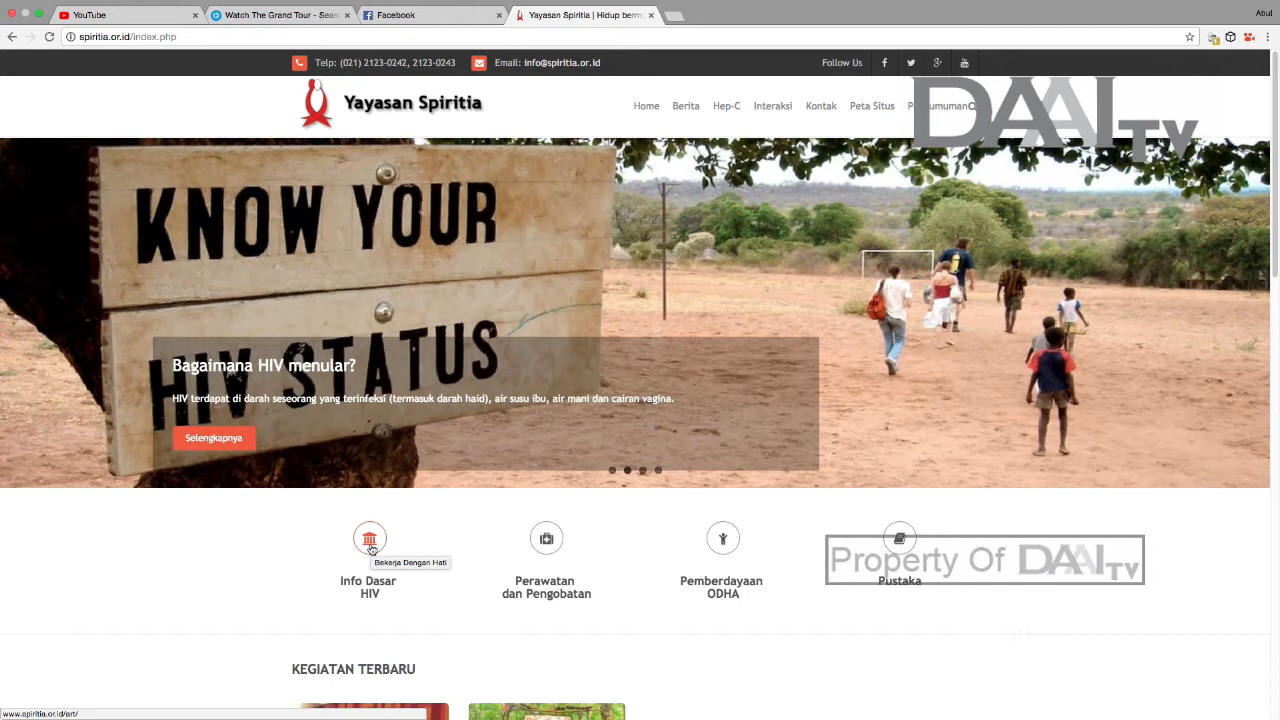 YouTube
Watch The Grand Tour - Seas
Facebook
Yayasan Spiritia | Hidup berm
Abul
spiritia.or.id/index.php
Telp: (021) 2123-0242, 2123-0243
Email: info@spiritia.or.id
Follow Us
Yayasan Spiritia
Home
Berita
Hep-C
Interaksi
Kontak
Peta Situs
DAAI TV
KNOW YOUR
HIV STATUS
Bagaimana HIV menular?
HIV terdapat di darah seseorang yang terinfeksi (termasuk darah haid), air susu ibu, air mani dan cairan vagina.
Selengkapnya
Bekerja Dengan Hati
Info Dasar
HIV
Perawatan
dan Pengobatan
Pemberdayaan
ODHA
Property Of DAAI TV
Pustaka
KEGIATAN TERBARU
www.spiritia.or.id/art/